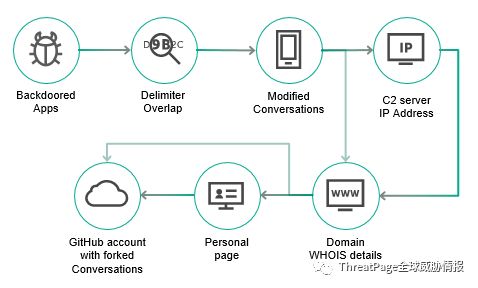 D 9B 2C
IP
Backdoored
Apps
Delimiter
Overlap
Modified
Conversations
C2 server
IP Address
WWW
GitHub account
with forked
Conversations
Personal
page
Domain
WHOIS details
ThreatPage全球威胁情报